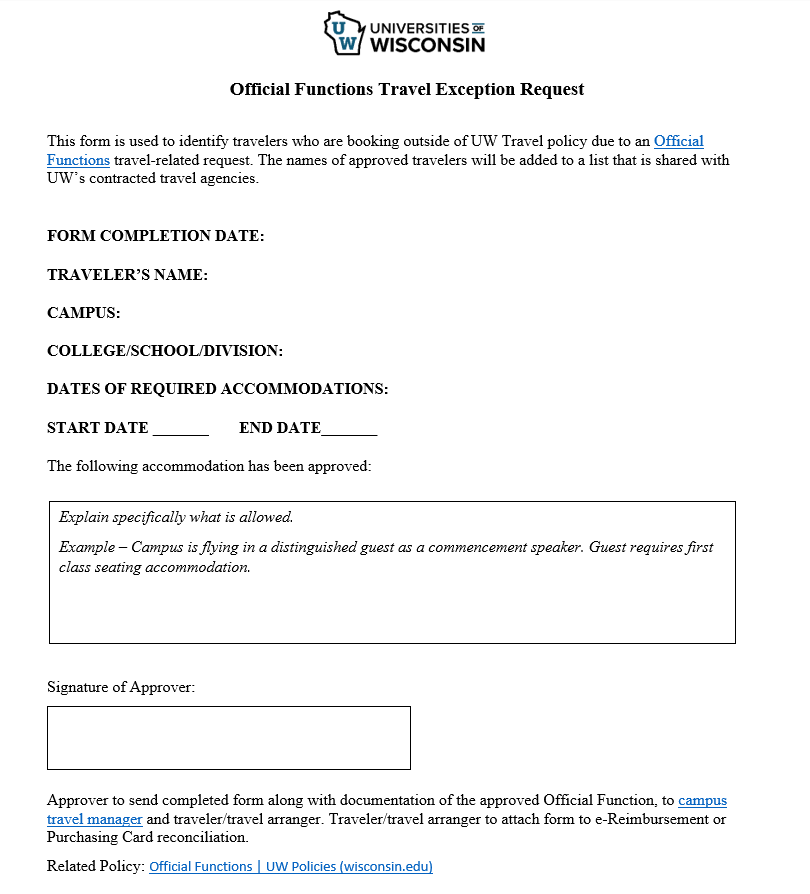 U
W
UNIVERSITIES OF
WISCONSIN
Official Functions Travel Exception Request
This form is used to identify travelers who are booking outside of UW Travel policy due to an Official
Functions travel-related request. The names of approved travelers will be added to a list that is shared with
UW’s contracted travel agencies.
FORM COMPLETION DATE:
TRAVELER’S NAME:
CAMPUS:
COLLEGE/SCHOOL/DIVISION:
DATES OF REQUIRED ACCOMMODATIONS:
START DATE _______ END DATE_______
The following accommodation has been approved:
Explain specifically what is allowed.
Example – Campus is flying in a distinguished guest as a commencement speaker. Guest requires first
class seating accommodation.
Signature of Approver:
Approver to send completed form along with documentation of the approved Official Function, to campus
travel manager and traveler/travel arranger. Traveler/travel arranger to attach form to e-Reimbursement or
Purchasing Card reconciliation.
Related Policy: Official Functions | UW Policies (wisconsin.edu)